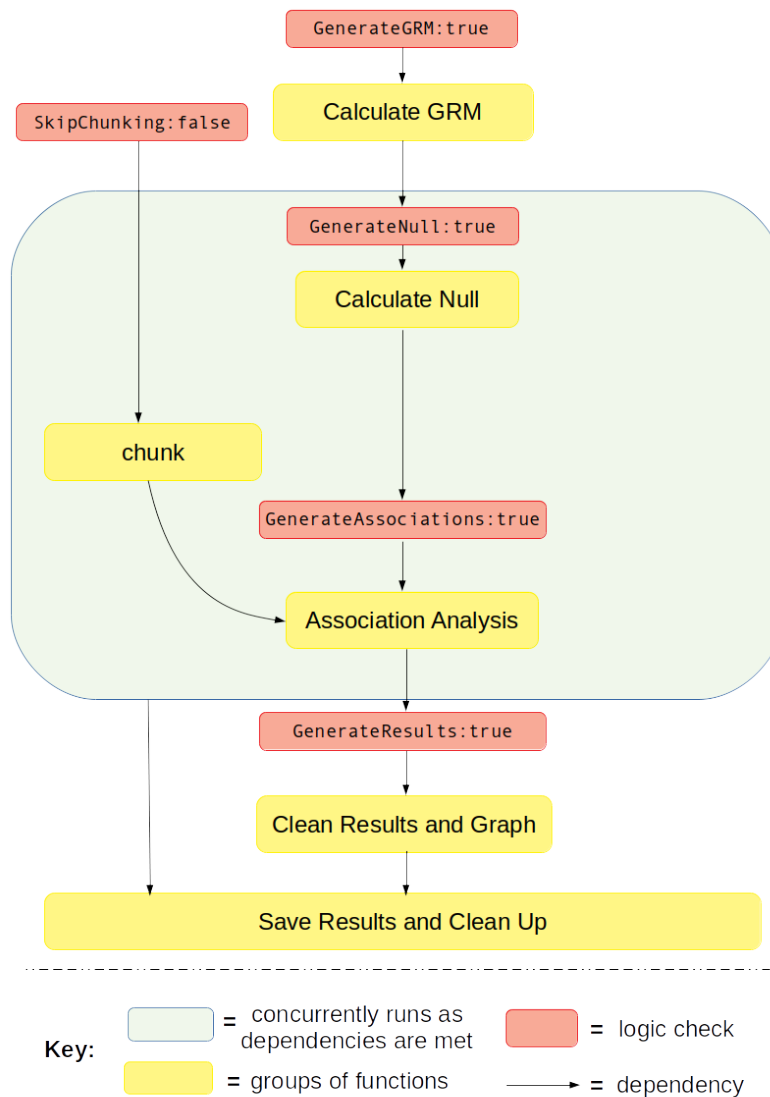 GenerateGRM:true
Calculate GRM
SkipChunking:false
GenerateNull:true
Calculate Null
chunk
GenerateAssociations:true
Association Analysis
GenerateResults:true
Clean Results and Graph
Save Results and Clean Up
Key:
= concurrently runs as
dependencies are met
= logic check
= groups of functions
= dependency